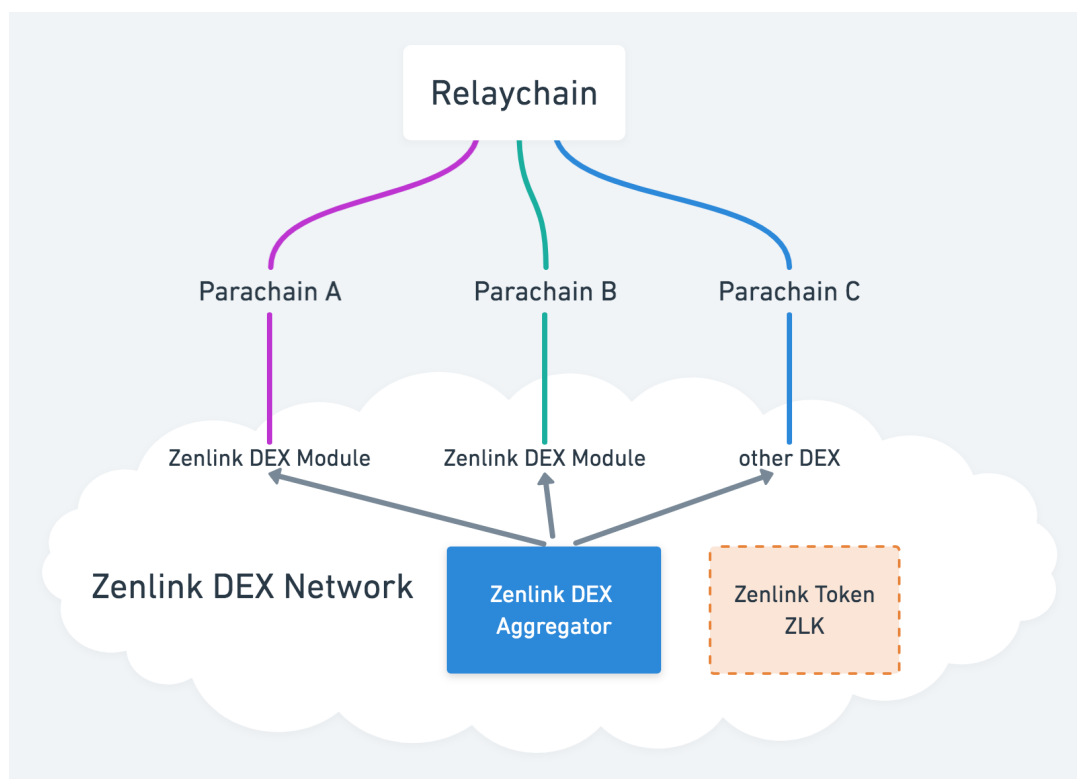 Relaychain
Parachain A
Parachain B
Parachain C
Zenlink DEX Module
Zenlink DEX Module
other DEX
Zenlink DEX Network
Zenlink DEX
Aggregator
Zenlink Token
ZLK